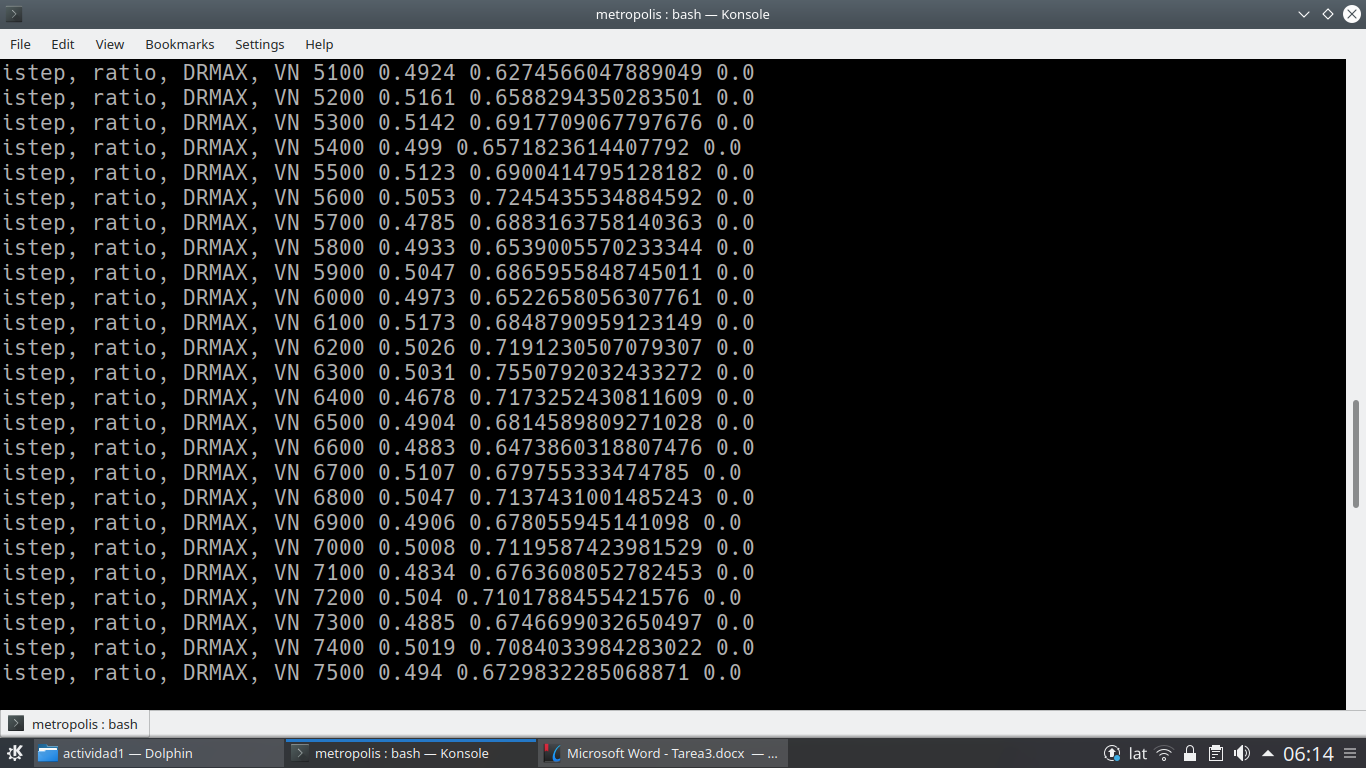 metropolis : bash — Konsole
File Edit View Bookmarks Settings Help
istep, ratio, DRMAX, VN 5100 0.4924 0.6274566047889049 0.0
istep, ratio, DRMAX, VN 5200 0.5161 0.6588294350283501 0.0
istep, ratio, DRMAX, VN 5300 0.5142 0.6917709067797676 0.0
istep, ratio, DRMAX, VN 5400 0.499 0.6571823614407792 0.0
istep, ratio, DRMAX, VN 5500 0.5123 0.6900414795128182 0.0
istep, ratio, DRMAX, VN 5600 0.5053 0.7245435534884592 0.0
istep, ratio, DRMAX, VN 5700 0.4785 0.6883163758140363 0.0
istep, ratio, DRMAX, VN 5800 0.4933 0.6539005570233344 0.0
istep, ratio, DRMAX, VN 5900 0.5047 0.6865955848745011 0.0
istep, ratio, DRMAX, VN 6000 0.4973 0.6522658056307761 0.0
istep, ratio, DRMAX, VN 6100 0.5173 0.6848790959123149 0.0
istep, ratio, DRMAX, VN 6200 0.5026 0.7191230507079307 0.0
istep, ratio, DRMAX, VN 6300 0.5031 0.7550792032433272 0.0
istep, ratio, DRMAX, VN 6400 0.4678 0.7173252430811609 0.0
istep, ratio, DRMAX, VN 6500 0.4904 0.6814589809271028 0.0
istep, ratio, DRMAX, VN 6600 0.4883 0.6473860318807476 0.0
istep, ratio, DRMAX, VN 6700 0.5107 0.679755333474785 0.0
istep, ratio, DRMAX, VN 6800 0.5047 0.7137431001485243 0.0
istep, ratio, DRMAX, VN 6900 0.4906 0.678055945141098 0.0
istep, ratio, DRMAX, VN 7000 0.5008 0.7119587423981529 0.0
istep, ratio, DRMAX, VN 7100 0.4834 0.6763608052782453 0.0
istep, ratio, DRMAX, VN 7200 0.504 0.7101788455421576 0.0
istep, ratio, DRMAX, VN 7300 0.4885 0.6746699032650497 0.0
istep, ratio, DRMAX, VN 7400 0.5019 0.7084033984283022 0.0
istep, ratio, DRMAX, VN 7500 0.494 0.6729832285068871 0.0
metropolis : bash
actividad1 — Dolphin metropolis : bash — Konsole Microsoft Word - Tarea3.docx — ... lat 06:14